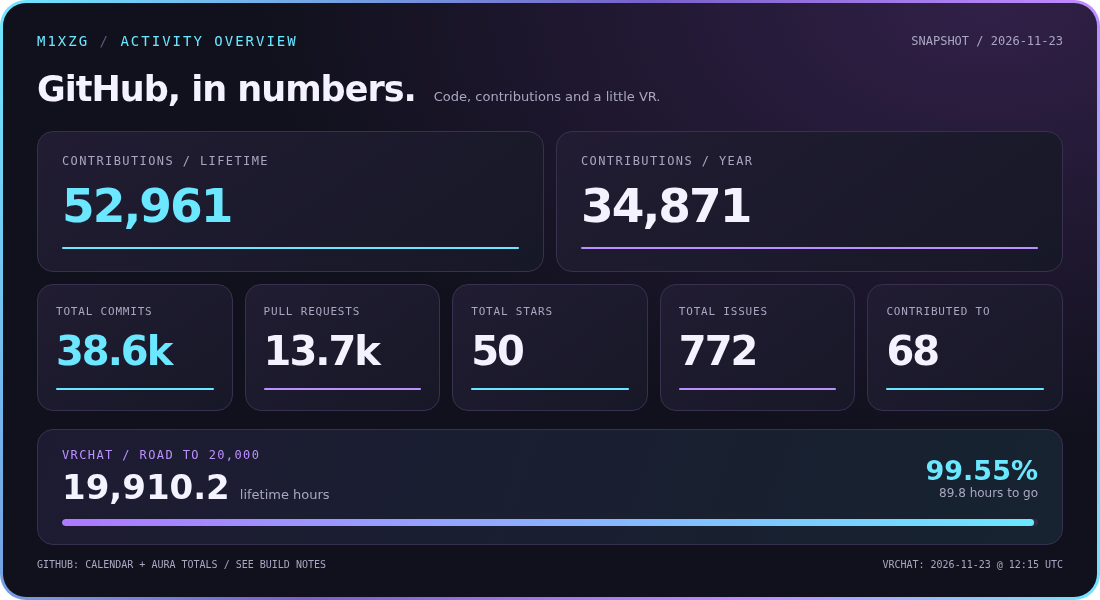 M1XZG / ACTIVITY OVERVIEW
SNAPSHOT / 2026-11-23
GitHub, in numbers.
Code, contributions and a little VR.
CONTRIBUTIONS / LIFETIME
52,961
CONTRIBUTIONS / YEAR
34,871
TOTAL COMMITS
38.6k
PULL REQUESTS
13.7k
TOTAL STARS
50
TOTAL ISSUES
772
CONTRIBUTED TO
68
VRCHAT / ROAD TO 20,000
19,910.2 lifetime hours
99.55%
89.8 hours to go
GITHUB: CALENDAR + AURA TOTALS / SEE BUILD NOTES
VRCHAT: 2026-11-23 @ 12:15 UTC